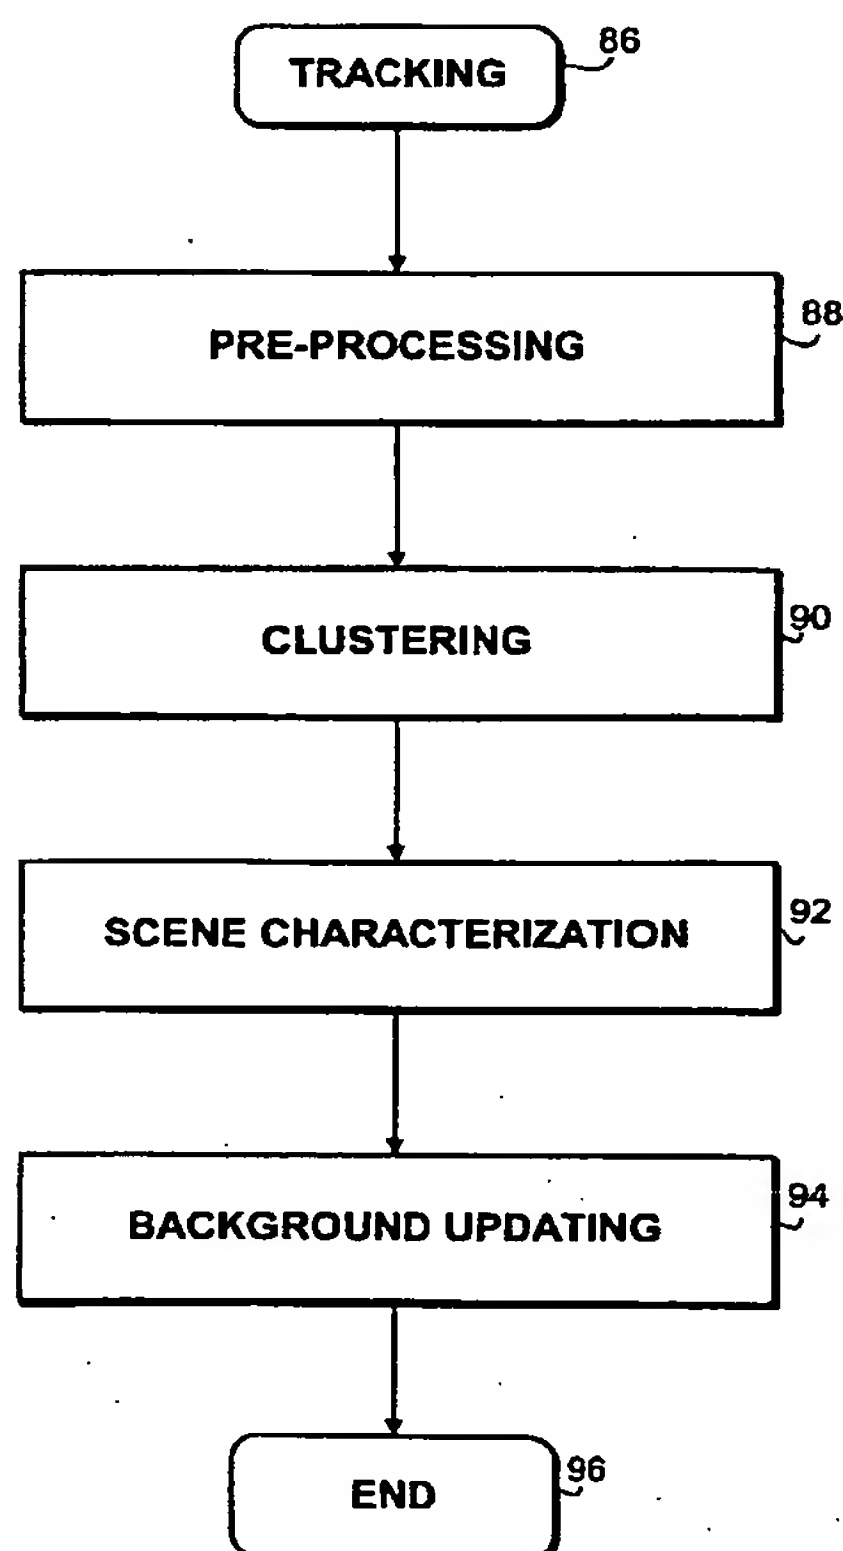 TRACKING
86
PRE-PROCESSING
88
CLUSTERING
90
SCENE CHARACTERIZATION
92
BACKGROUND UPDATING
94
END
96